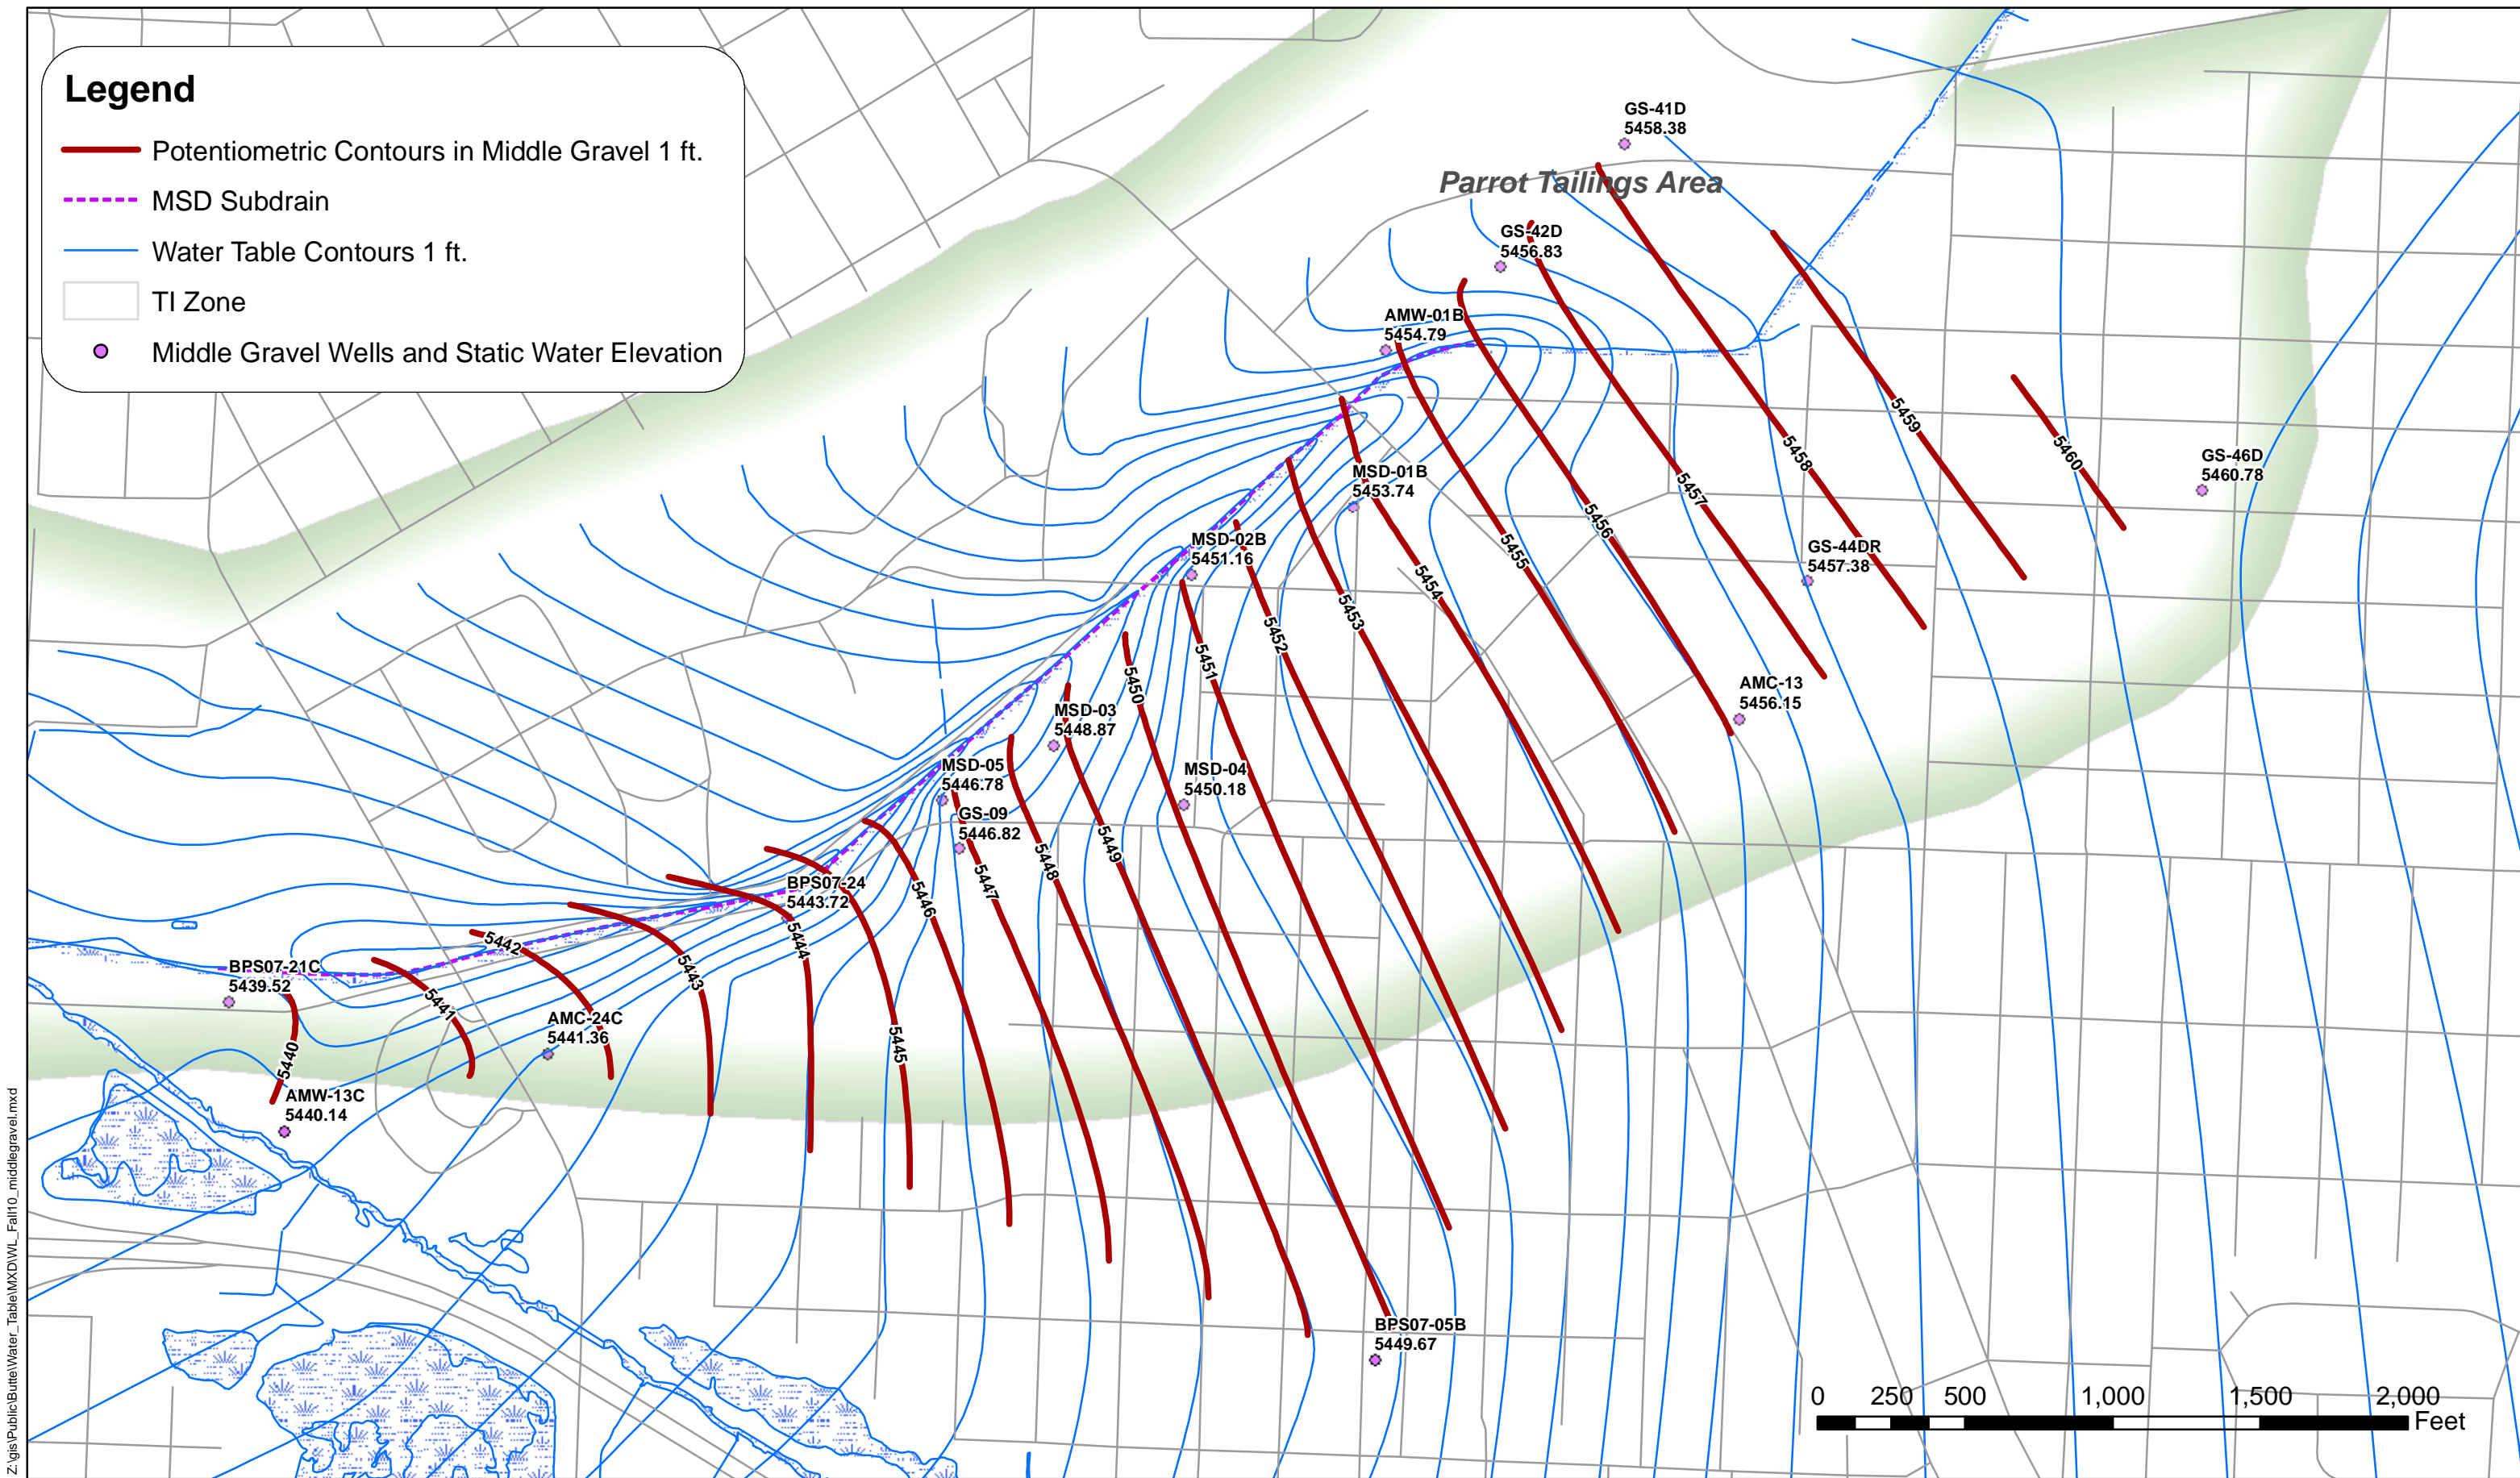 Legend
Potentiometric Contours in Middle Gravel 1 ft.
MSD Subdrain
Water Table Contours 1 ft.
TI Zone
Middle Gravel Wells and Static Water Elevation
GS-41D
5458.38
Parrot Tailings Area
GS-42D
5456.83
AMW-01B
5454.79
5459
5458
5460
GS-46D
5460.78
MSD-01B
5453.74
5457
5456
MSD-02B
5451.16
5455
GS-44DR
5457.38
5454
5453
5452
5451
5450
AMC-13
5456.15
MSD-03
5448.87
MSD-05
5446.78
MSD-04
5450.18
GS-09
5446.82
5449
5448
5447
5446
BPS07-24
5443.72
5444
5442
5443
BPS07-21C
5439.52
5441
AMC-24C
5441.36
5445
5440
AMW-13C
5440.14
BPS07-05B
5449.67
0 250 500 1,000 1,500 2,000
Feet
Z:\gis\Public\Butte\Water_Table\MXD\WL_Fall10_middlegravel.mxd